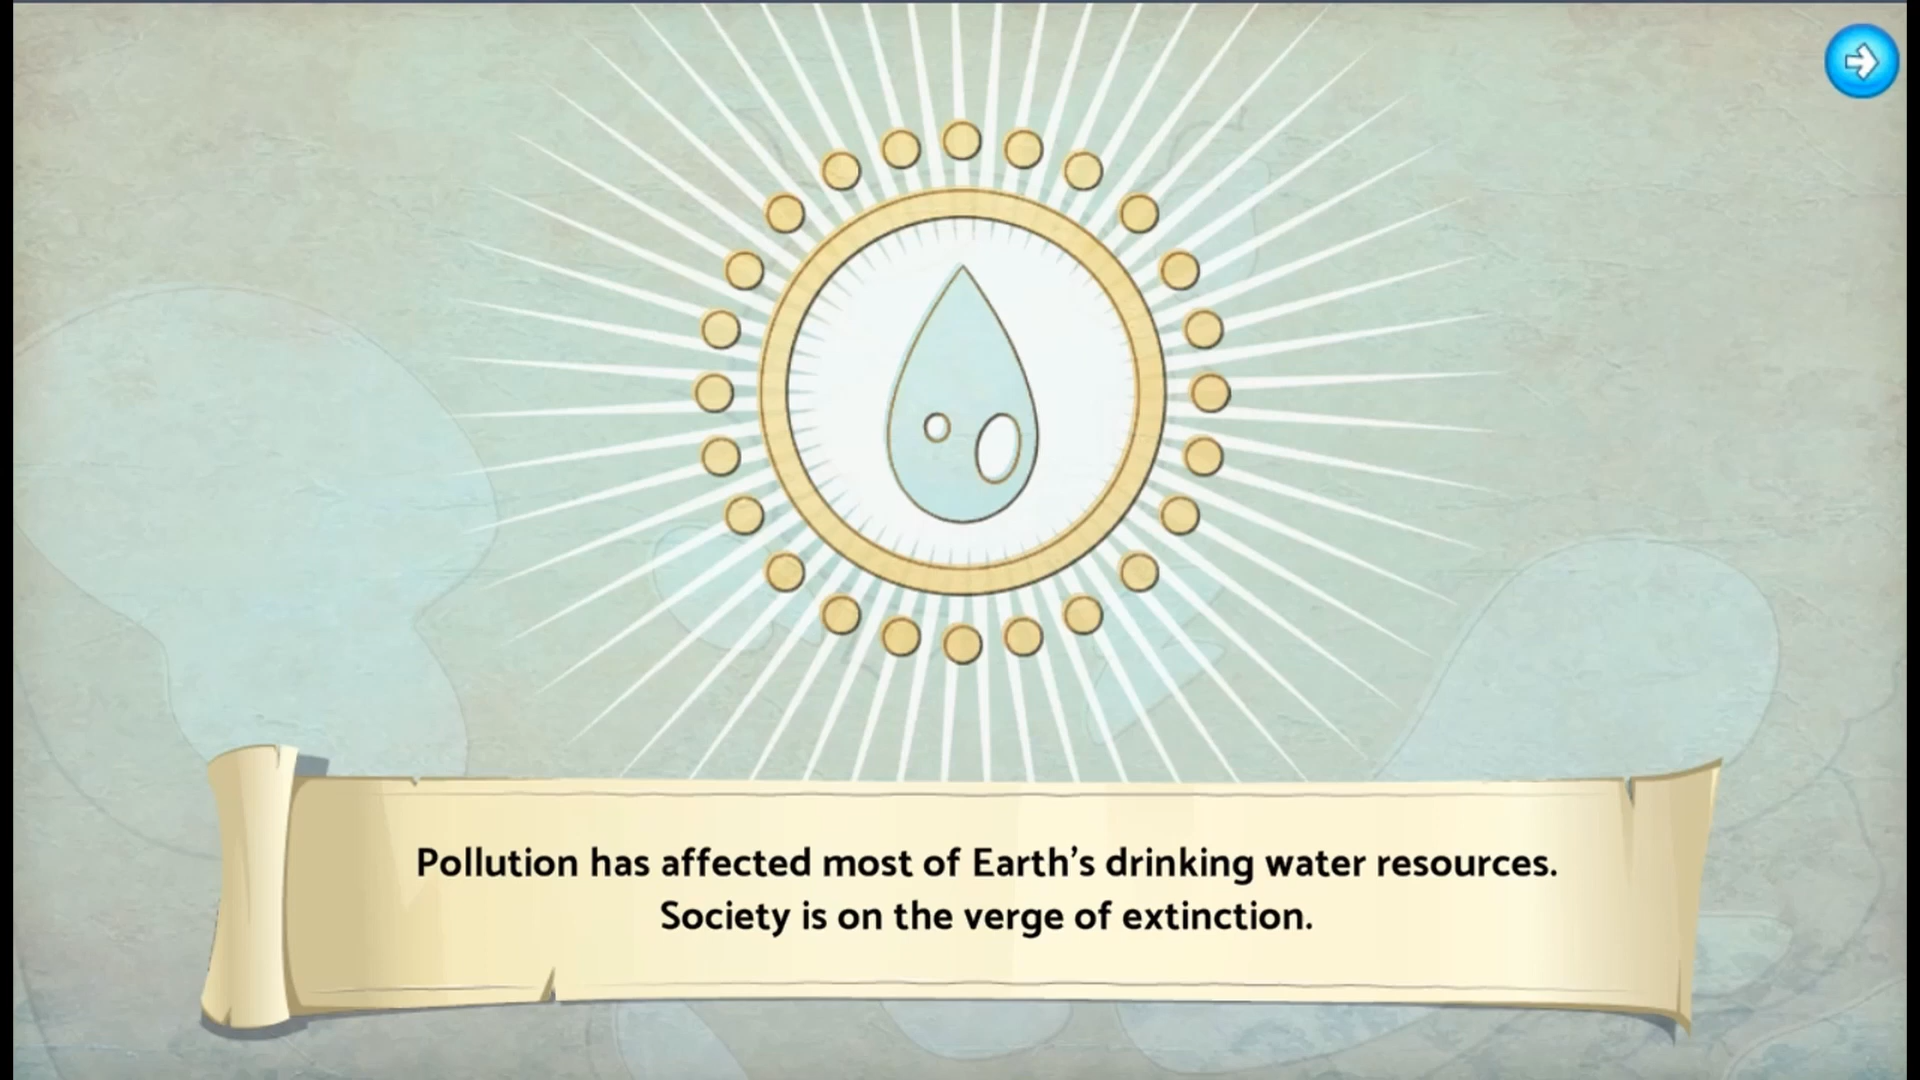 Pollution has affected most of Earth’s drinking water resources.
Society is on the verge of extinction.